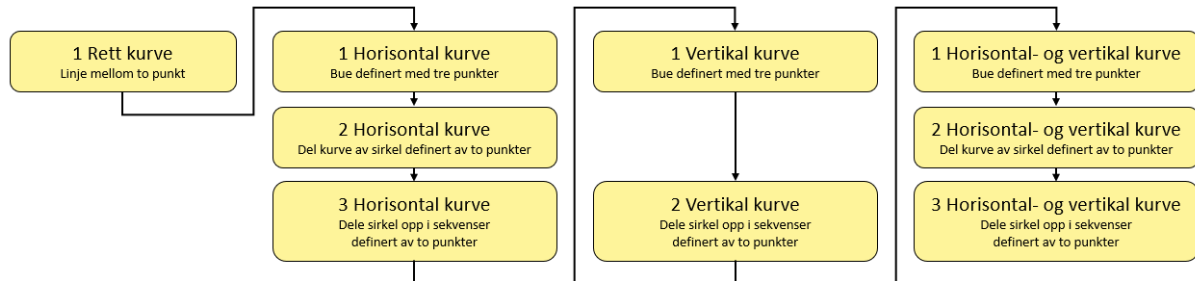 1 Rett kurve
Linje mellom to punkt
1 Horisontal kurve
Bue definert med tre punkter
2 Horisontal kurve
Del kurve av sirkel definert av to punkter
3 Horisontal kurve
Dele sirkel opp i sekvenser
definert av to punkter
1 Vertikal kurve
Bue definert med tre punkter
2 Vertikal kurve
Dele sirkel opp i sekvenser
definert av to punkter
1 Horisontal- og vertikal kurve
Bue definert med tre punkter
2 Horisontal- og vertikal kurve
Del kurve av sirkel definert av to punkter
3 Horisontal- og vertikal kurve
Dele sirkel opp i sekvenser
definert av to punkter